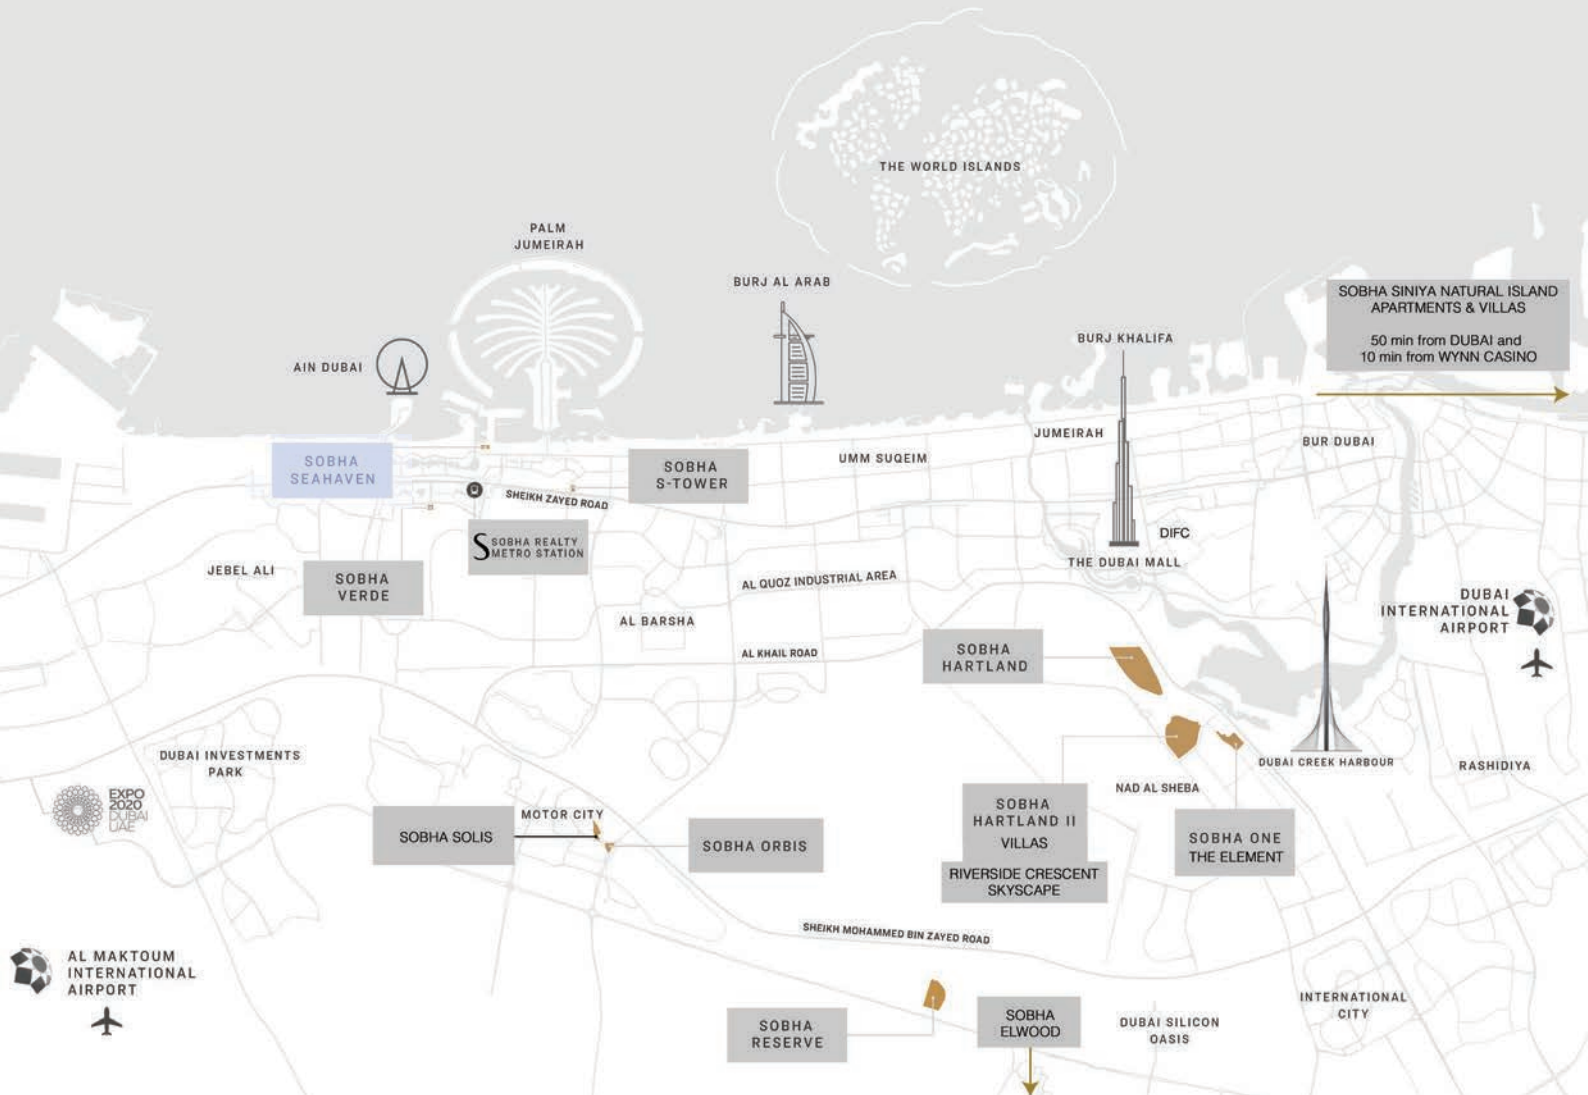 THE WORLD ISLANDS
PALM
JUMEIRAH
BURJ AL ARAB
SOBHA SINIYA NATURAL ISLAND
APARTMENTS & VILLAS
50 min from DUBAI and
10 min from WYNN CASINO
BURJ KHALIFA
AIN DUBAI
JUMEIRAH
BUR DUBAI
SOBHA
SEAHAVEN
SOBHA
S-TOWER
UMM SUQEIM
SHEIKH ZAYED ROAD
S SOBHA REALTY
METRO STATION
DIFC
THE DUBAI MALL
JEBEL ALI
SOBHA
VERDE
AL QUOZ INDUSTRIAL AREA
DUBAI
INTERNATIONAL
AIRPORT
AL BARSHA
AL KHAIL ROAD
SOBHA
HARTLAND
DUBAI INVESTMENTS
PARK
DUBAI CREEK HARBOUR
RASHIDIYA
NAD AL SHEBA
EXPO
2020
DUBAI
UAE
MOTOR CITY
SOBHA SOLIS
SOBHA ORBIS
SOBHA
HARTLAND II
VILLAS
RIVERSIDE CRESCENT
SKYSCAPE
SOBHA ONE
THE ELEMENT
SHEIKH MOHAMMED BIN ZAYED ROAD
AL MAKTOUM
INTERNATIONAL
AIRPORT
SOBHA
RESERVE
SOBHA
ELWOOD
DUBAI SILICON
OASIS
INTERNATIONAL
CITY